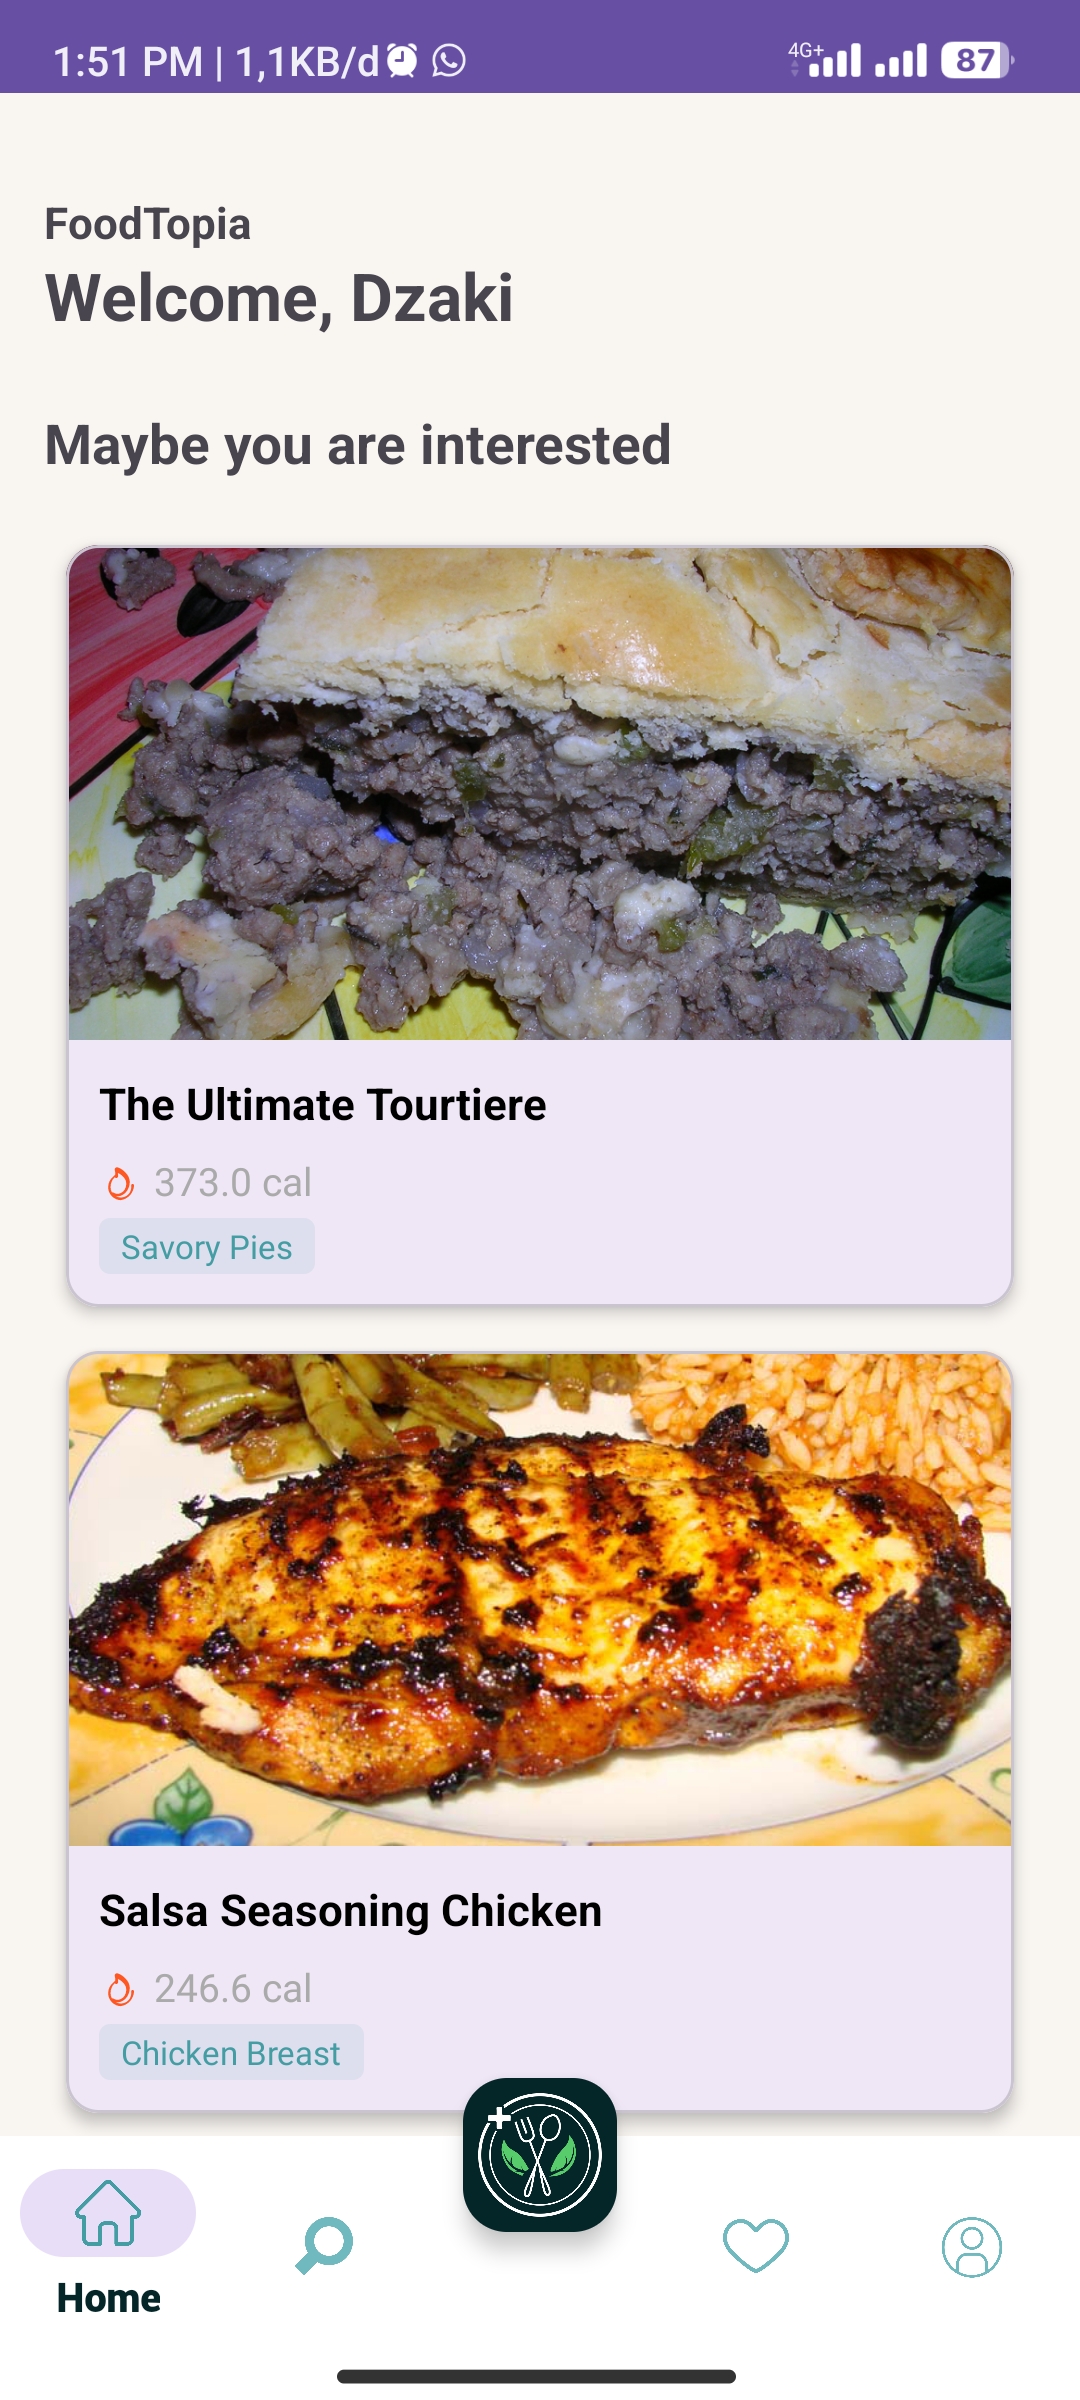 1:51 PM | 1,1KB/d
4G+
87
FoodTopia
Welcome, Dzaki
Maybe you are interested
The Ultimate Tourtiere
373.0 cal
Savory Pies
Salsa Seasoning Chicken
246.6 cal
Chicken Breast
Home